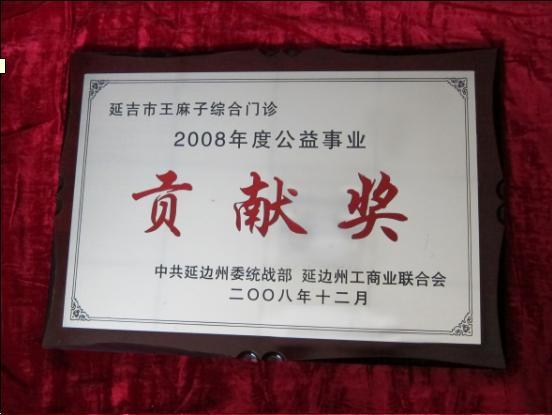 延吉市王麻子综合门诊
2008年度公益事业
贡献奖
中共延边州委统战部 延边州工商业联合会
二〇〇八年十二月